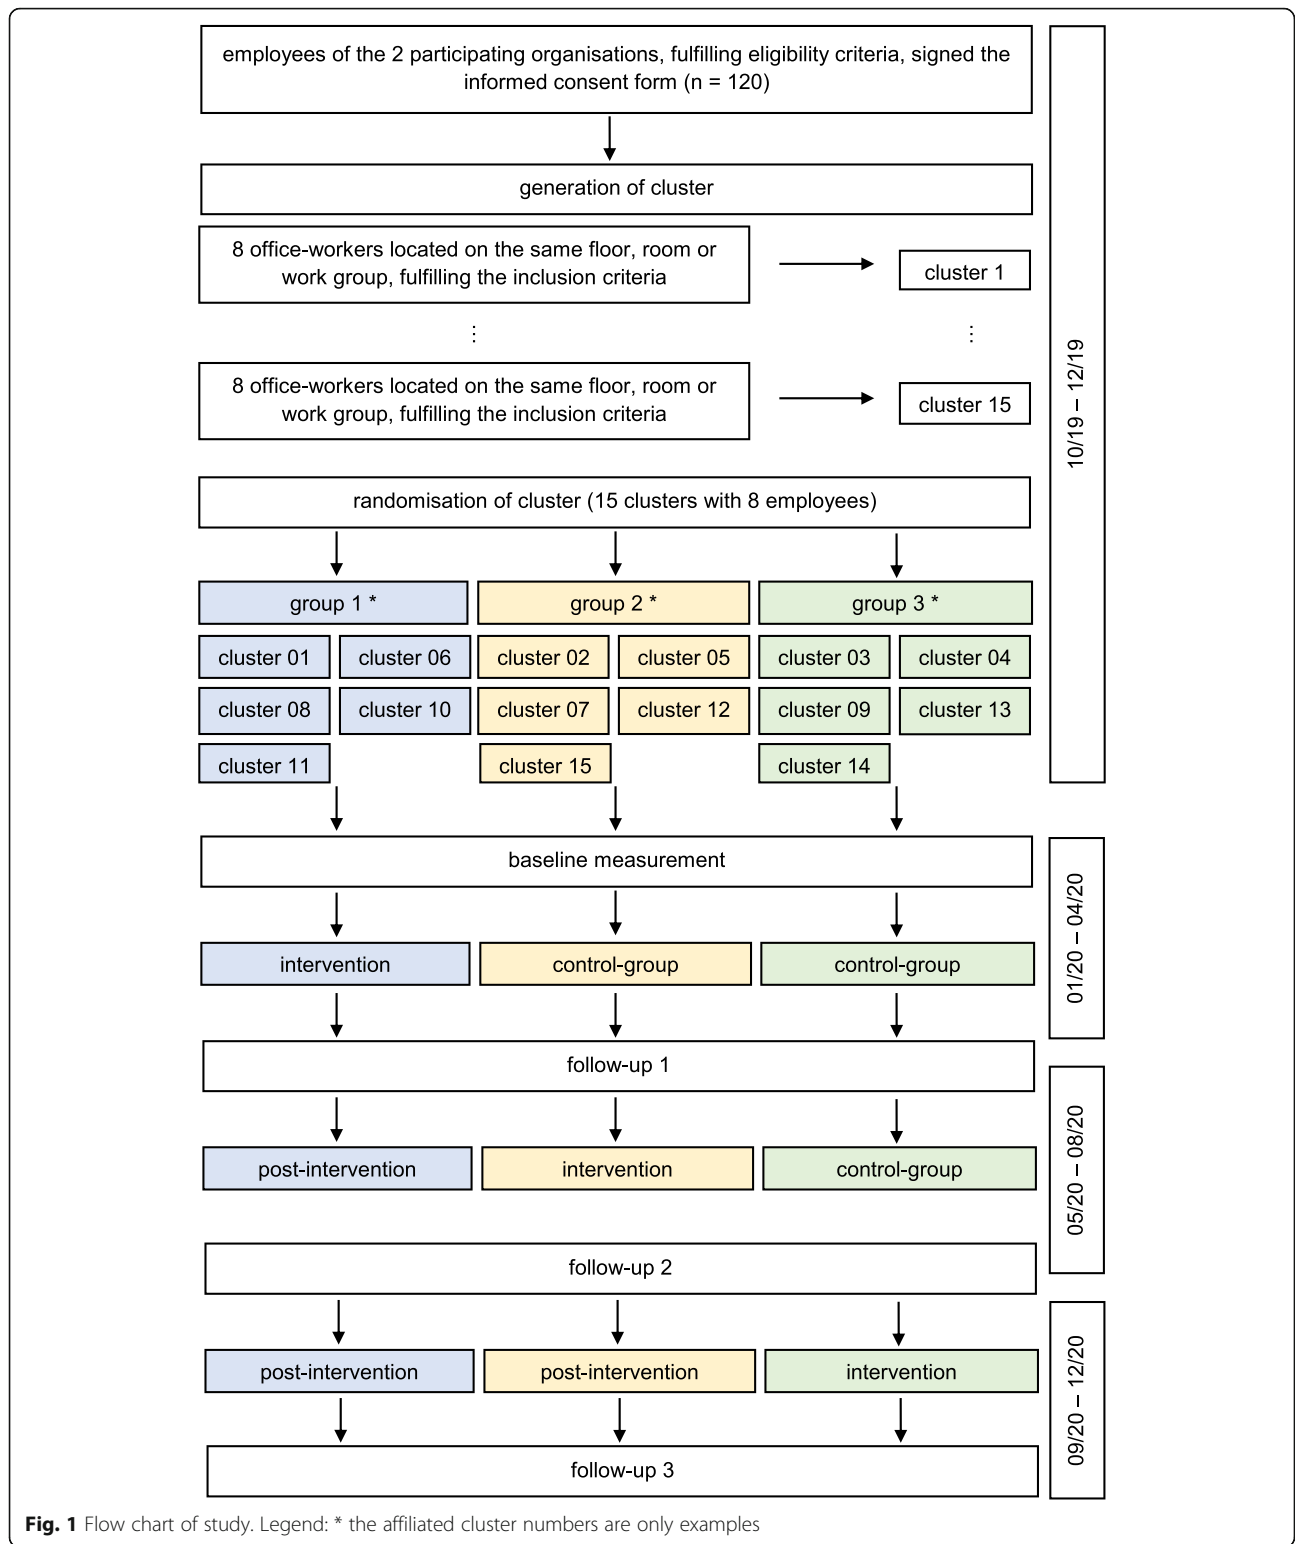 employees of the 2 participating organisations, fulfilling eligibility criteria, signed the
informed consent form (n = 120)
generation of cluster
8 office-workers located on the same floor, room or
work group, fulfilling the inclusion criteria
cluster 1
⋮
⋮
8 office-workers located on the same floor, room or
work group, fulfilling the inclusion criteria
cluster 15
10/19 – 12/19
randomisation of cluster (15 clusters with 8 employees)
group 1 *
group 2 *
group 3 *
cluster 01
cluster 06
cluster 02
cluster 05
cluster 03
cluster 04
cluster 08
cluster 10
cluster 07
cluster 12
cluster 09
cluster 13
cluster 11
cluster 15
cluster 14
baseline measurement
01/20 – 04/20
intervention
control-group
control-group
follow-up 1
05/20 – 08/20
post-intervention
intervention
control-group
follow-up 2
09/20 – 12/20
post-intervention
post-intervention
intervention
follow-up 3
Fig. 1 Flow chart of study. Legend: * the affiliated cluster numbers are only examples